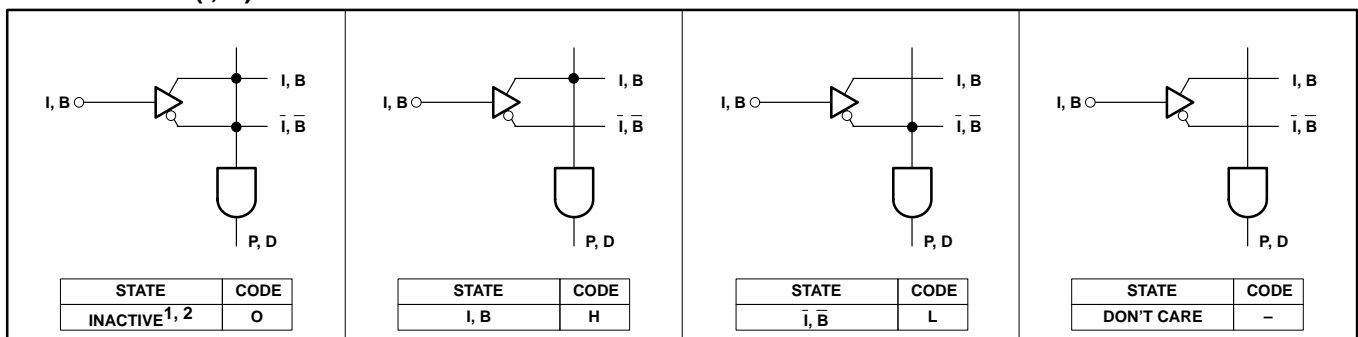 I, B
I, B
I̅, B̅
P, D
STATE CODE
INACTIVE1, 2 O
I, B
I, B
I̅, B̅
P, D
STATE CODE
I, B H
I, B
I, B
I̅, B̅
P, D
STATE CODE
I̅, B̅ L
I, B
I, B
I̅, B̅
P, D
STATE CODE
DON'T CARE –